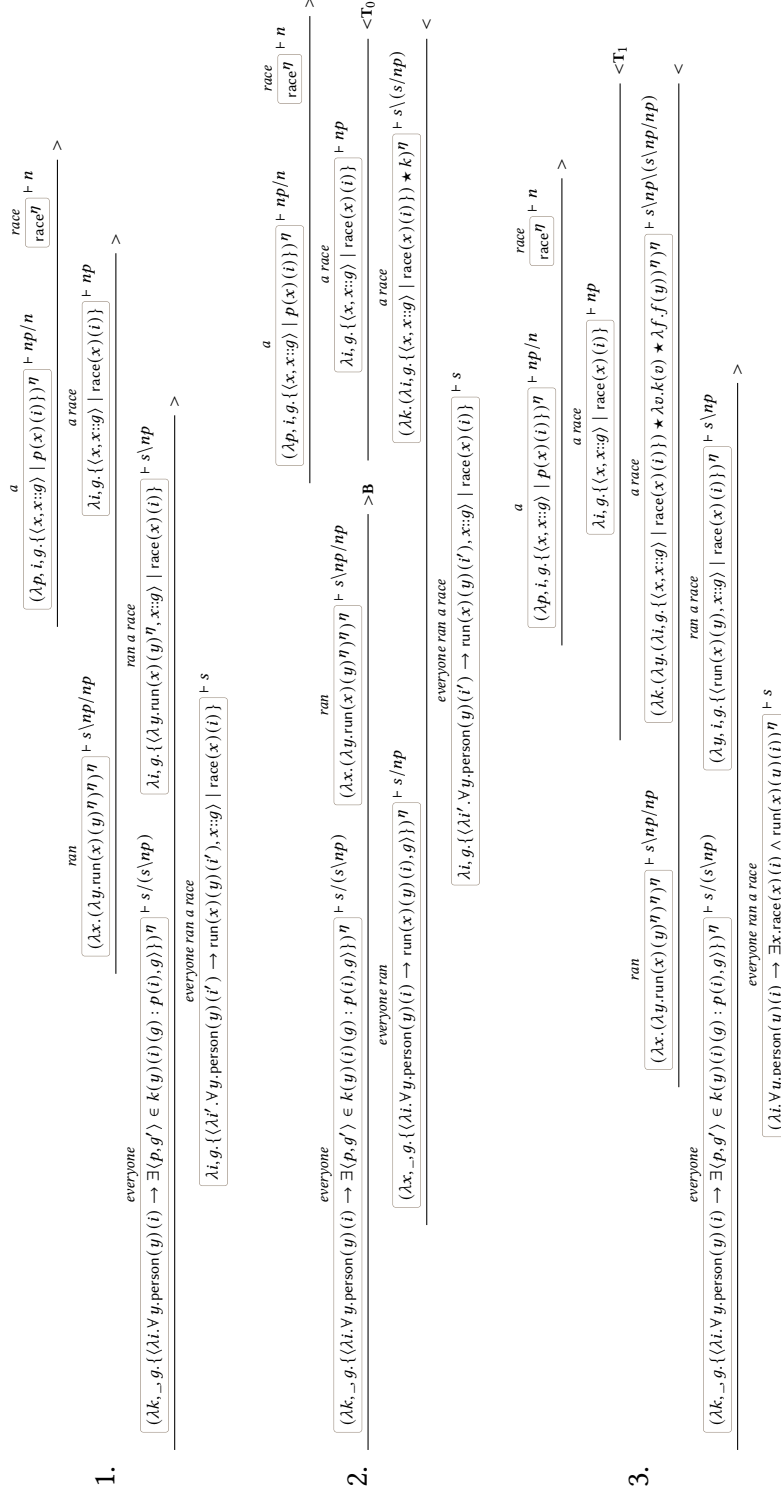 1.
a
(λp, i, g.{⟨x, x::g⟩ | p(x)(i)})^η ⊢ np/n
race
race^η ⊢ n
>
ran
(λx.(λy.run(x)(y)^η)^η)^η ⊢ s\np/np
a race
λi, g.{⟨x, x::g⟩ | race(x)(i)} ⊢ np
>
everyone
(λk, _, g.{⟨λi.∀y.person(y)(i) → ∃⟨p, g′⟩ ∈ k(y)(i)(g) : p(i), g⟩})^η ⊢ s/(s\np)
ran a race
λi, g.{⟨λy.run(x)(y)^η, x::g⟩ | race(x)(i)} ⊢ s\np
>
everyone ran a race
λi, g.{⟨λi′.∀y.person(y)(i′) → run(x)(y)(i′), x::g⟩ | race(x)(i)} ⊢ s
2.
a
(λp, i, g.{⟨x, x::g⟩ | p(x)(i)})^η ⊢ np/n
race
race^η ⊢ n
>
everyone
(λk, _, g.{⟨λi.∀y.person(y)(i) → ∃⟨p, g′⟩ ∈ k(y)(i)(g) : p(i), g⟩})^η ⊢ s/(s\np)
ran
(λx.(λy.run(x)(y)^η)^η)^η ⊢ s\np/np
>B
a race
λi, g.{⟨x, x::g⟩ | race(x)(i)} ⊢ np
<T₀
everyone ran
(λx, _, g.{⟨λi.∀y.person(y)(i) → run(x)(y)(i), g⟩})^η ⊢ s/np
a race
(λk.(λi, g.{⟨x, x::g⟩ | race(x)(i)}) ★ k)^η ⊢ s\(s/np)
<
everyone ran a race
λi, g.{⟨λi′.∀y.person(y)(i′) → run(x)(y)(i′), x::g⟩ | race(x)(i)} ⊢ s
3.
a
(λp, i, g.{⟨x, x::g⟩ | p(x)(i)})^η ⊢ np/n
race
race^η ⊢ n
>
a race
λi, g.{⟨x, x::g⟩ | race(x)(i)} ⊢ np
<T₁
ran
(λx.(λy.run(x)(y)^η)^η)^η ⊢ s\np/np
a race
(λk.(λy.(λi, g.{⟨x, x::g⟩ | race(x)(i)}) ★ λv.k(v) ★ λf.f(y))^η)^η ⊢ s\np\(s\np/np)
<
everyone
(λk, _, g.{⟨λi.∀y.person(y)(i) → ∃⟨p, g′⟩ ∈ k(y)(i)(g) : p(i), g⟩})^η ⊢ s/(s\np)
ran a race
(λy, i, g.{⟨run(x)(y), x::g⟩ | race(x)(i)})^η ⊢ s\np
>
everyone ran a race
(λi.∀y.person(y)(i) → ∃x.race(x)(i) ∧ run(x)(y)(i))^η ⊢ s